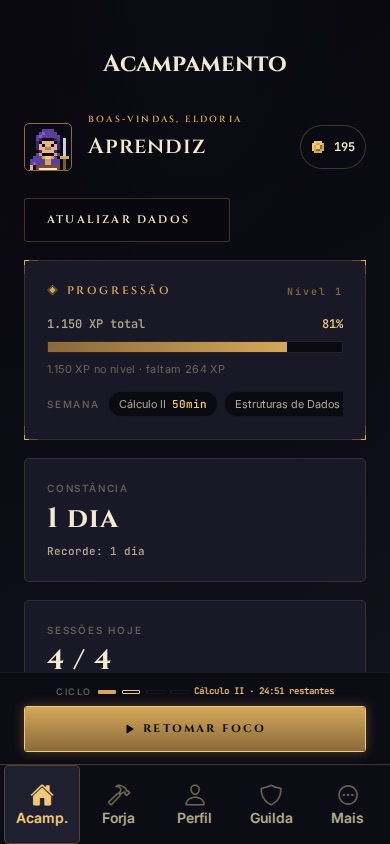 Acampamento
BOAS-VINDAS, ELDORIA
Aprendiz
195
ATUALIZAR DADOS
PROGRESSÃO
Nível 1
1.150 XP total
81%
1.150 XP no nível · faltam 264 XP
SEMANA
Cálculo II 50min
Estruturas de Dados
CONSTÂNCIA
1 DIA
Recorde: 1 dia
SESSÕES HOJE
4 / 4
CICLO
Cálculo II · 24:51 restantes
RETOMAR FOCO
Acamp.
Forja
Perfil
Guilda
Mais